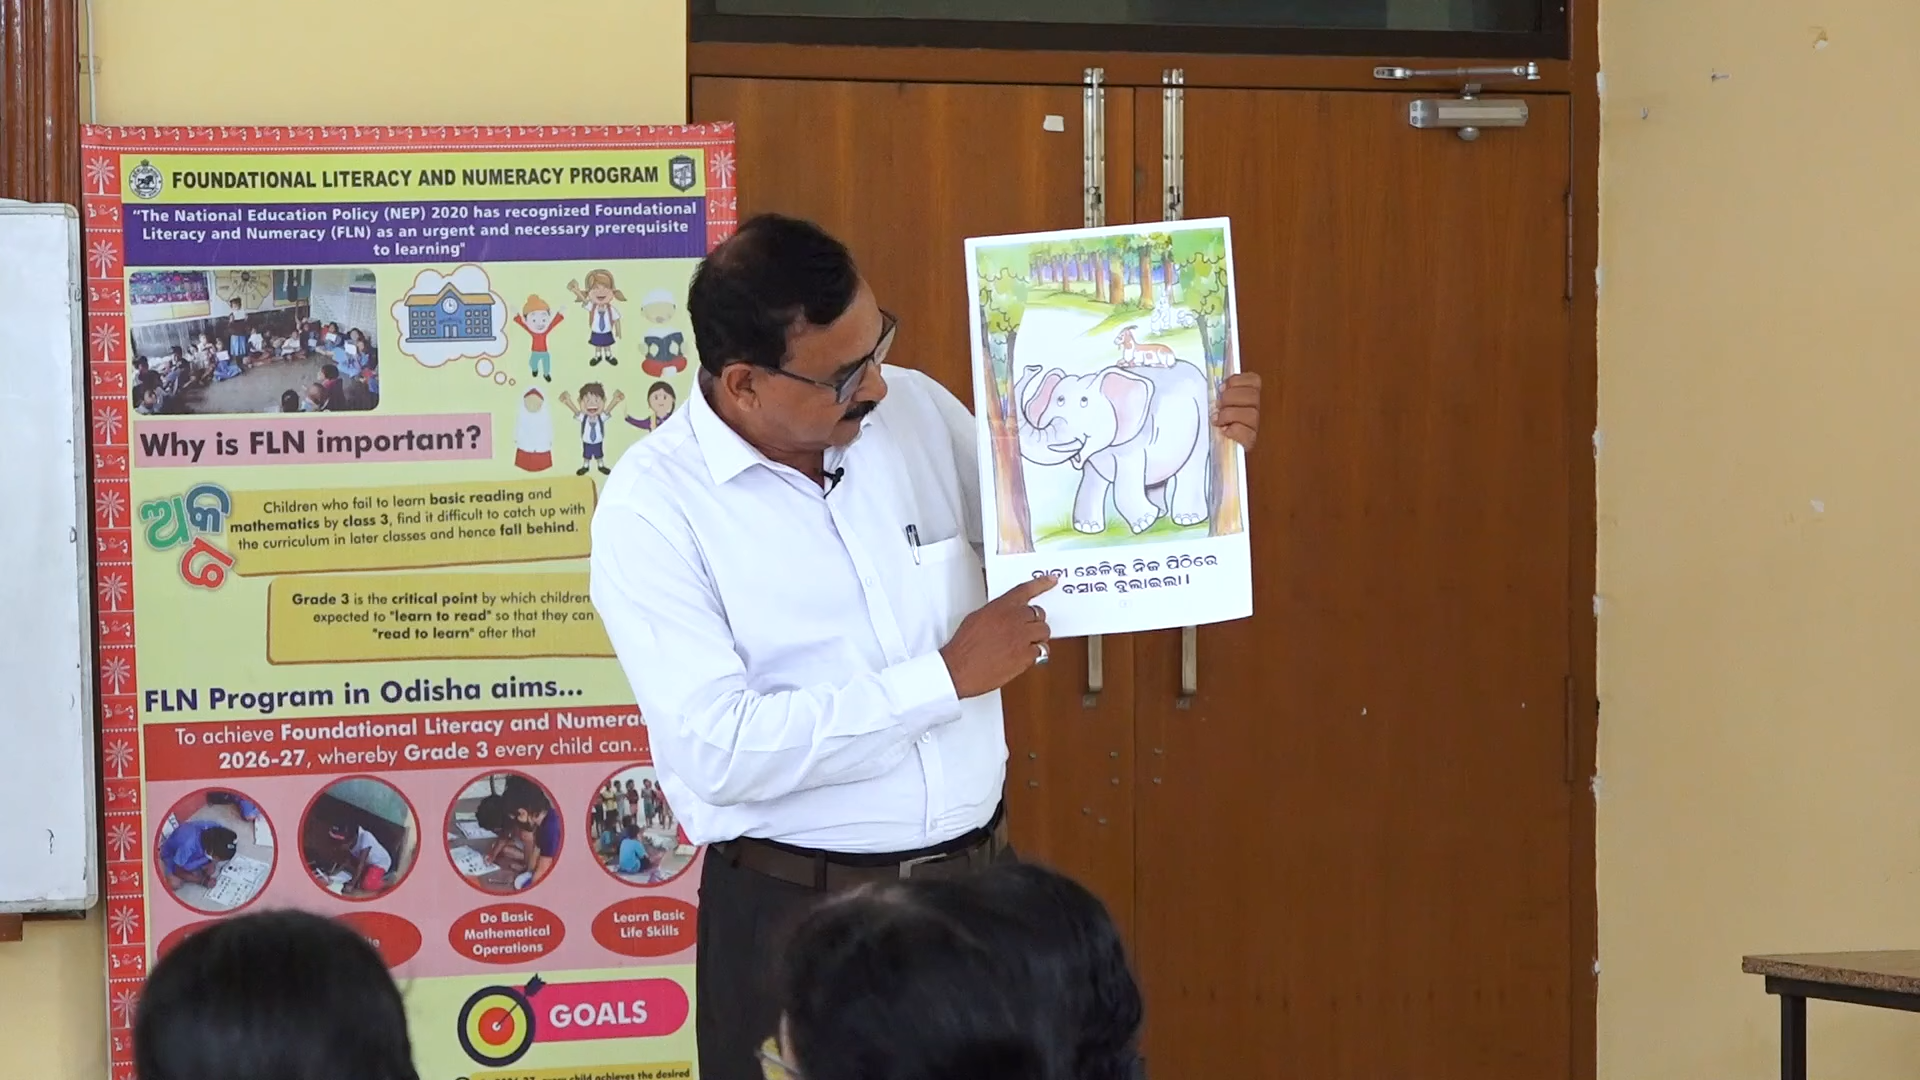 FOUNDATIONAL LITERACY AND NUMERACY PROGRAM
"The National Education Policy (NEP) 2020 has recognized Foundational
Literacy and Numeracy (FLN) as an urgent and necessary prerequisite
to learning"
Why is FLN important?
ଅ କ
ଗ
Children who fail to learn basic reading and
mathematics by class 3, find it difficult to catch up with
the curriculum in later classes and hence fall behind.
Grade 3 is the critical point by which children
expected to "learn to read" so that they can
"read to learn" after that
FLN Program in Odisha aims...
To achieve Foundational Literacy and
2026-27, whereby Grade 3 every child can...
Do Basic
Mathematical
Operations
Learn Basic
Life Skills
GOALS
every child achieves the desired
ହାତୀ ଛେଳିକୁ ନିଜ ପିଠିରେ
ବସାଇ ବୁଲାଇଲା।